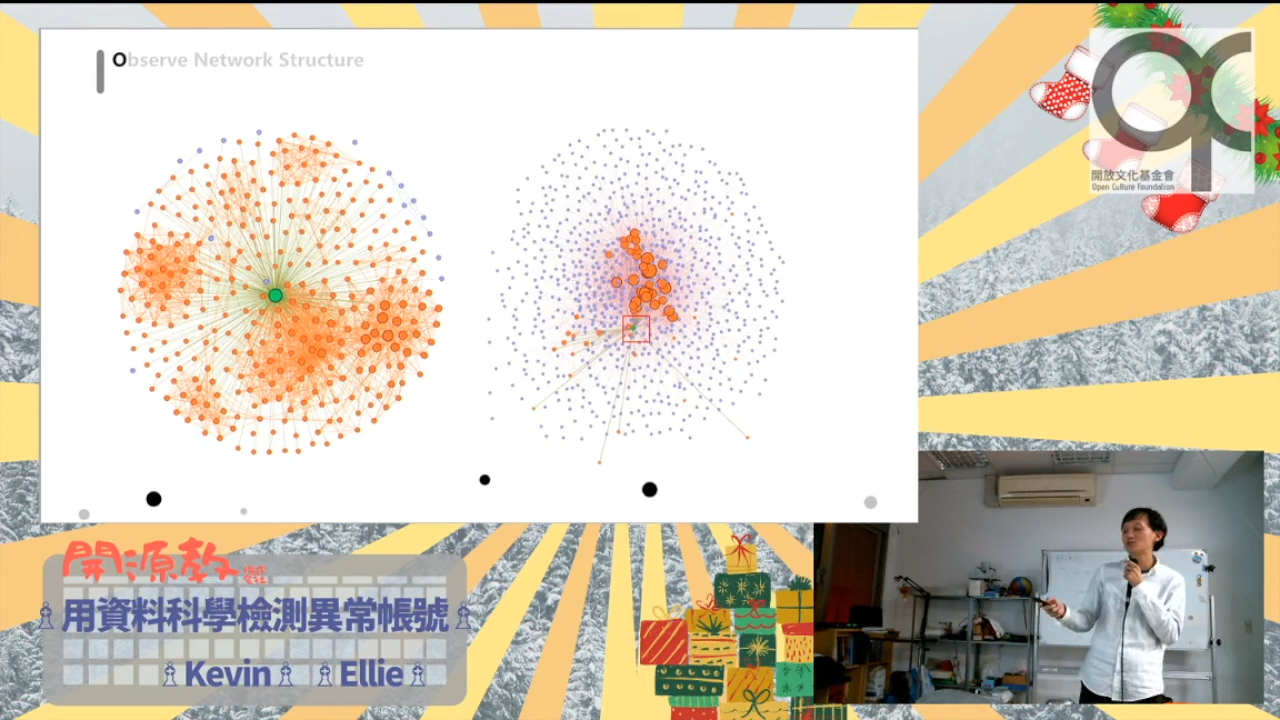 Observe Network Structure
開放文化基金會
Open Culture Foundation
開源教
用資料科學檢測異常帳號
Kevin Ellie